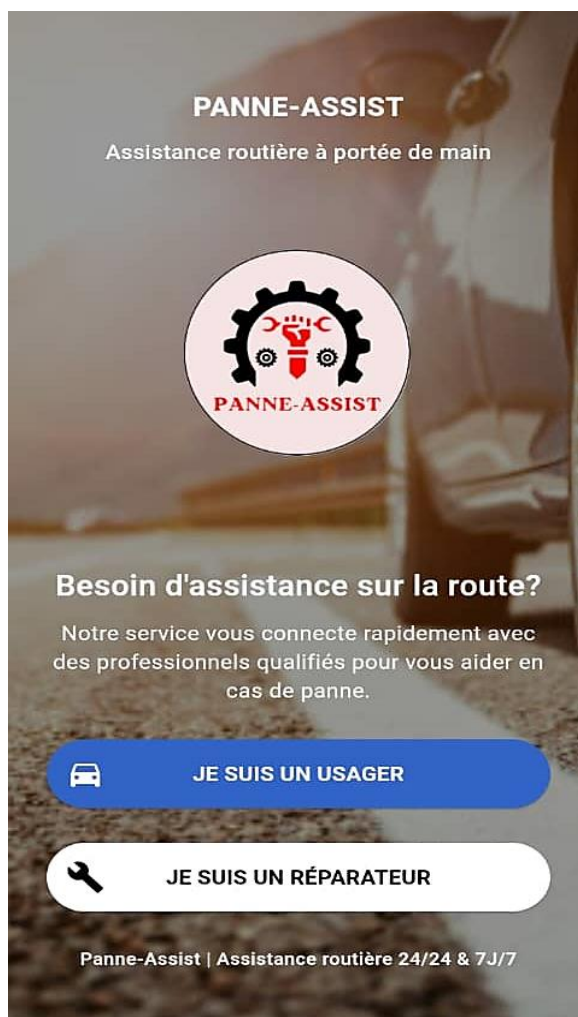 PANNE-ASSIST
Assistance routière à portée de main
PANNE-ASSIST
Besoin d'assistance sur la route?
Notre service vous connecte rapidement avec
des professionnels qualifiés pour vous aider en
cas de panne.
JE SUIS UN USAGER
JE SUIS UN RÉPARATEUR
Panne-Assist | Assistance routière 24/24 & 7J/7